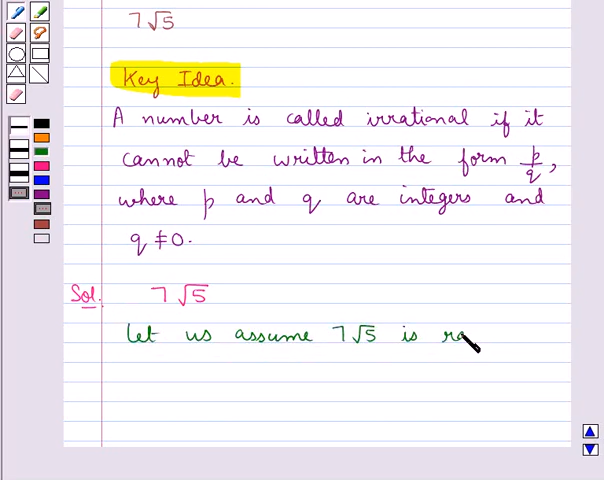 7√5
Key Idea.
A number is called irrational if it
cannot be written in the form p/q,
where p and q are integers and
q ≠ 0.
Sol. 7√5
Let us assume 7√5 is ra